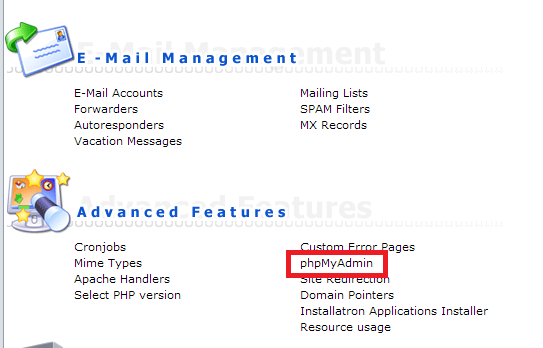 E-Mail Management
E-Mail Accounts
Forwarders
Autoresponders
Vacation Messages
Mailing Lists
SPAM Filters
MX Records
Advanced Features
Cronjobs
Mime Types
Apache Handlers
Select PHP version
Custom Error Pages
phpMyAdmin
Site Redirection
Domain Pointers
Installatron Applications Installer
Resource usage